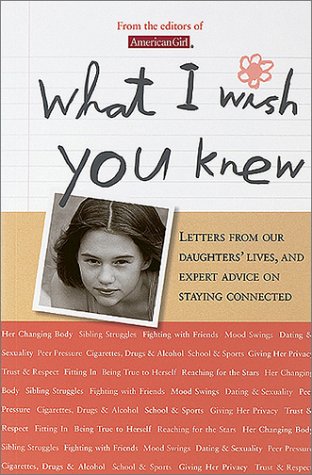 From the editors of
AmericanGirl
What I wish
you knew
LETTERS FROM OUR
DAUGHTERS' LIVES, AND
EXPERT ADVICE ON
STAYING CONNECTED
Her Changing Body Sibling Struggles Fighting with Friends Mood Swings Dating &
Sexuality Peer Pressure Cigarettes, Drugs & Alcohol School & Sports Giving Her Privacy
Trust & Respect Fitting In Being True to Herself Reaching for the Stars Her Changing
Body Sibling Struggles Fighting with Friends Mood Swings Dating & Sexuality Peer
Pressure Cigarettes, Drugs & Alcohol School & Sports Giving Her Privacy Trust &
Respect Fitting In Being True to Herself Reaching for the Stars Her Changing Body
Sibling Struggles Fighting with Friends Mood Swings Dating & Sexuality Peer Pressure
Cigarettes, Drugs & Alcohol School & Sports Giving Her Privacy Trust & Respect